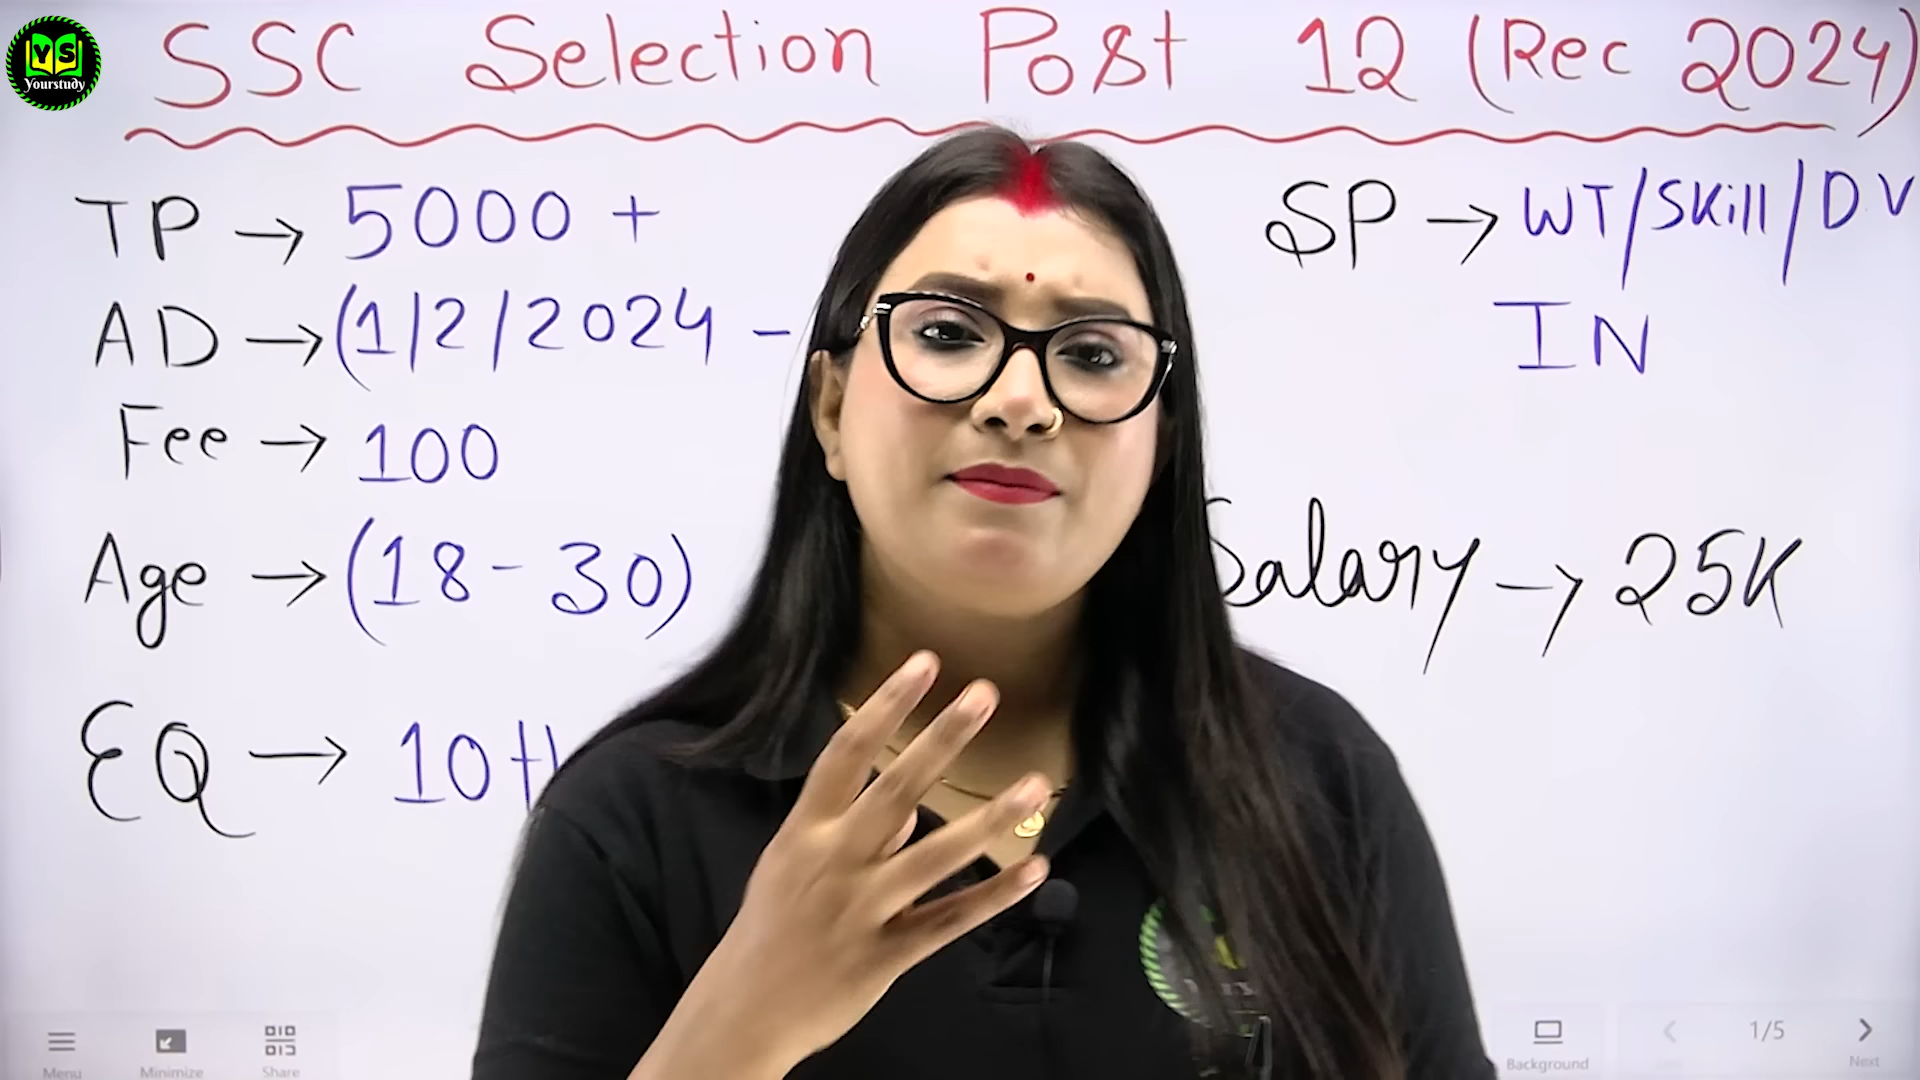 YS
Yourstudy
SSC Selection Post 12 (Rec 2024)
TP → 5000 +
AD → (1/2/2024 -
Fee → 100
Age → (18 - 30)
EQ → 10th
SP → WT/Skill/DV
IN
Salary → 25K
Menu
Minimize
Share
Background
1/5
Next